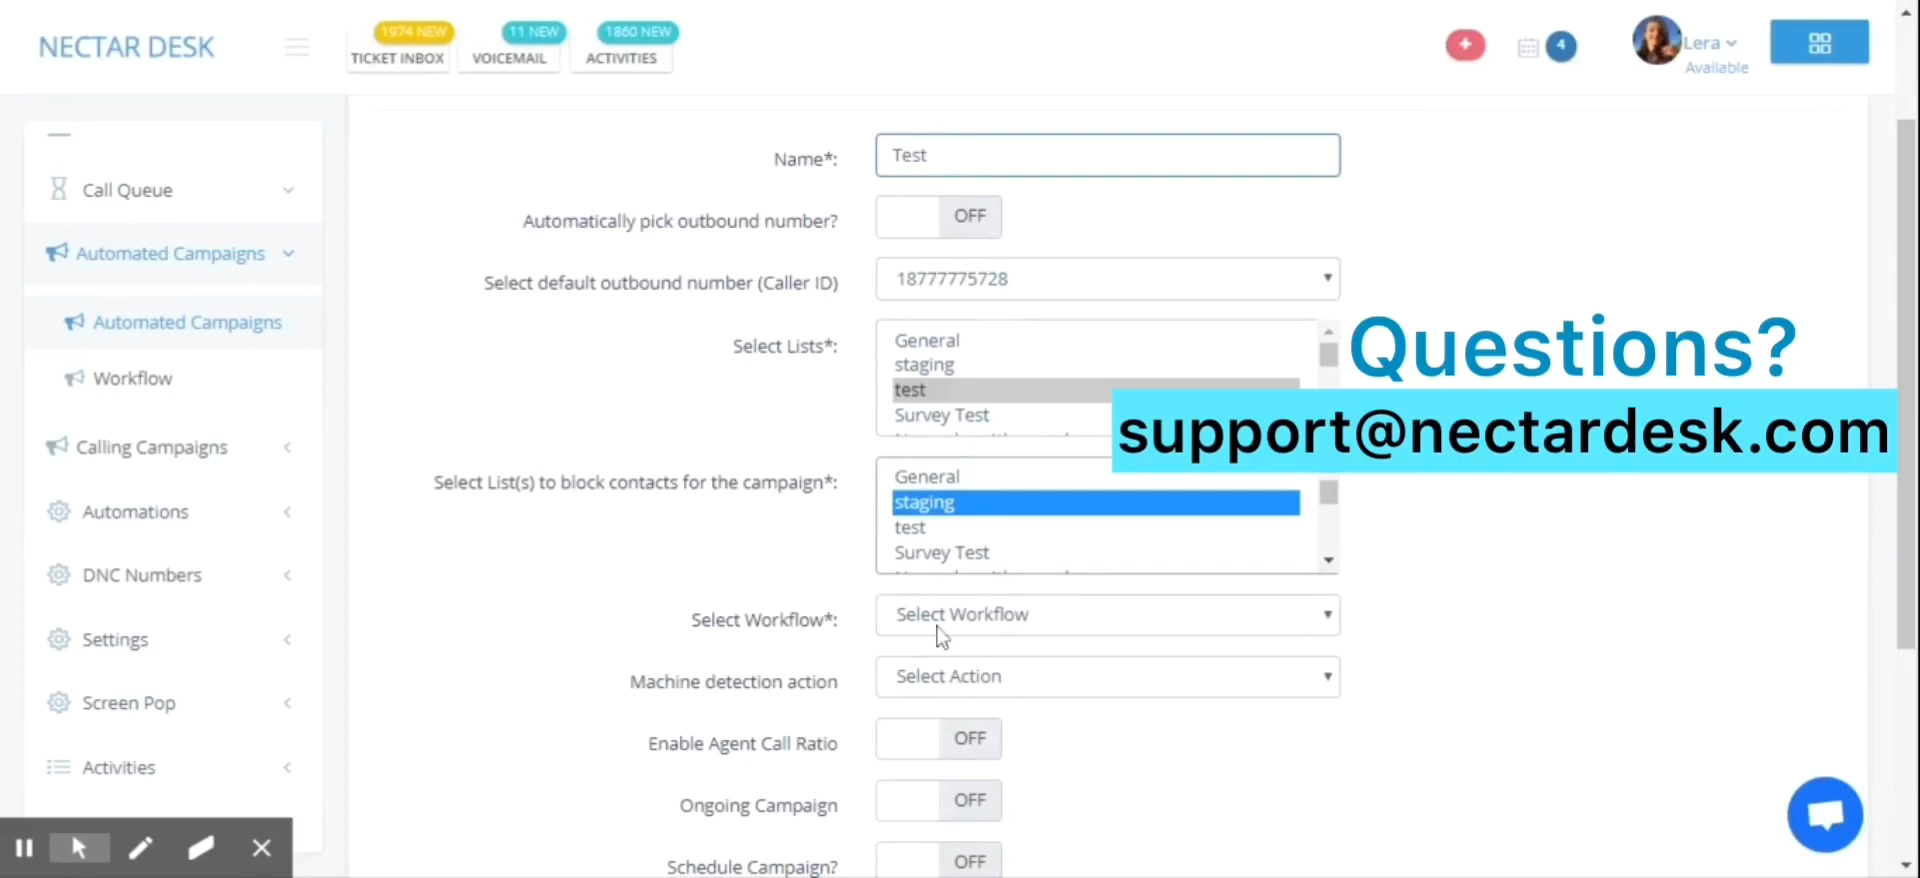 NECTAR DESK
1974 NEW
TICKET INBOX
11 NEW
VOICEMAIL
1860 NEW
ACTIVITIES
4
Lera
Available
Call Queue
Automated Campaigns
Automated Campaigns
Workflow
Calling Campaigns
Automations
DNC Numbers
Settings
Screen Pop
Activities
Name*:
Test
Automatically pick outbound number?
OFF
Select default outbound number (Caller ID)
18777775728
Select Lists*:
General
staging
test
Survey Test
Questions?
support@nectardesk.com
Select List(s) to block contacts for the campaign*:
General
staging
test
Survey Test
Select Workflow*:
Select Workflow
Machine detection action
Select Action
Enable Agent Call Ratio
OFF
Ongoing Campaign
OFF
Schedule Campaign?
OFF